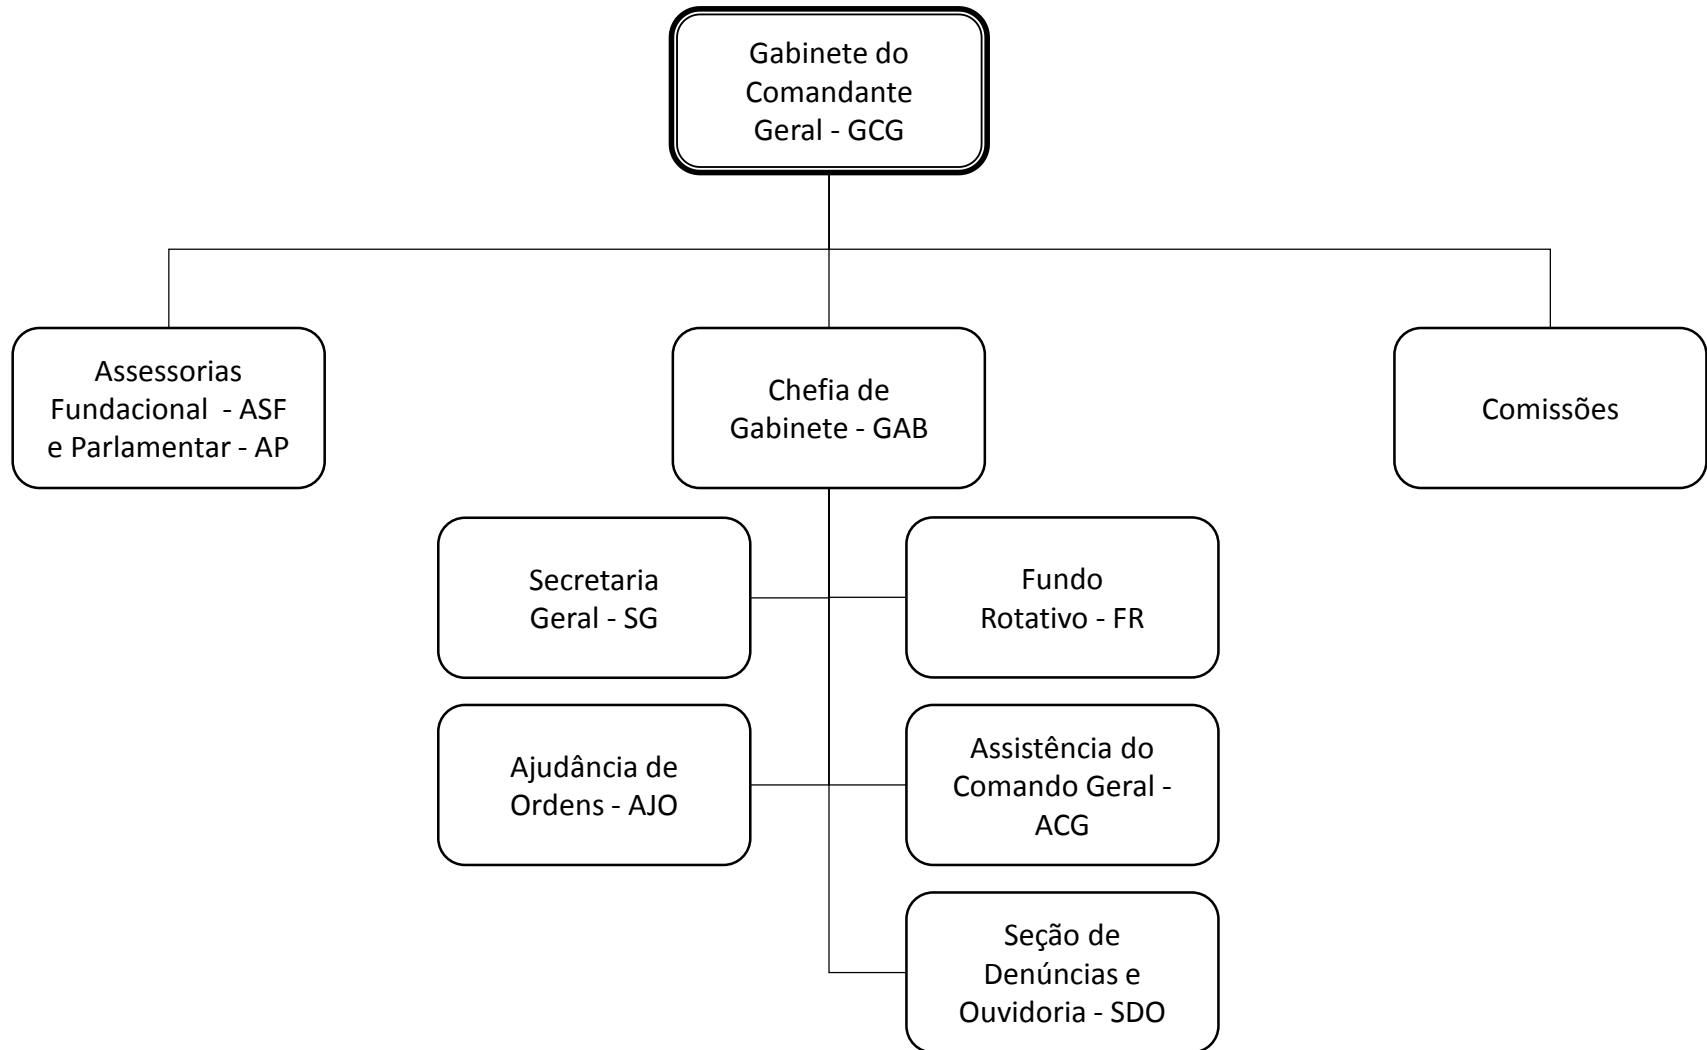 Gabinete do
Comandante
Geral - GCG
Assessorias
Fundacional - ASF
e Parlamentar - AP
Chefia de
Gabinete - GAB
Comissões
Secretaria
Geral - SG
Fundo
Rotativo - FR
Ajudância de
Ordens - AJO
Assistência do
Comando Geral -
ACG
Seção de
Denúncias e
Ouvidoria - SDO